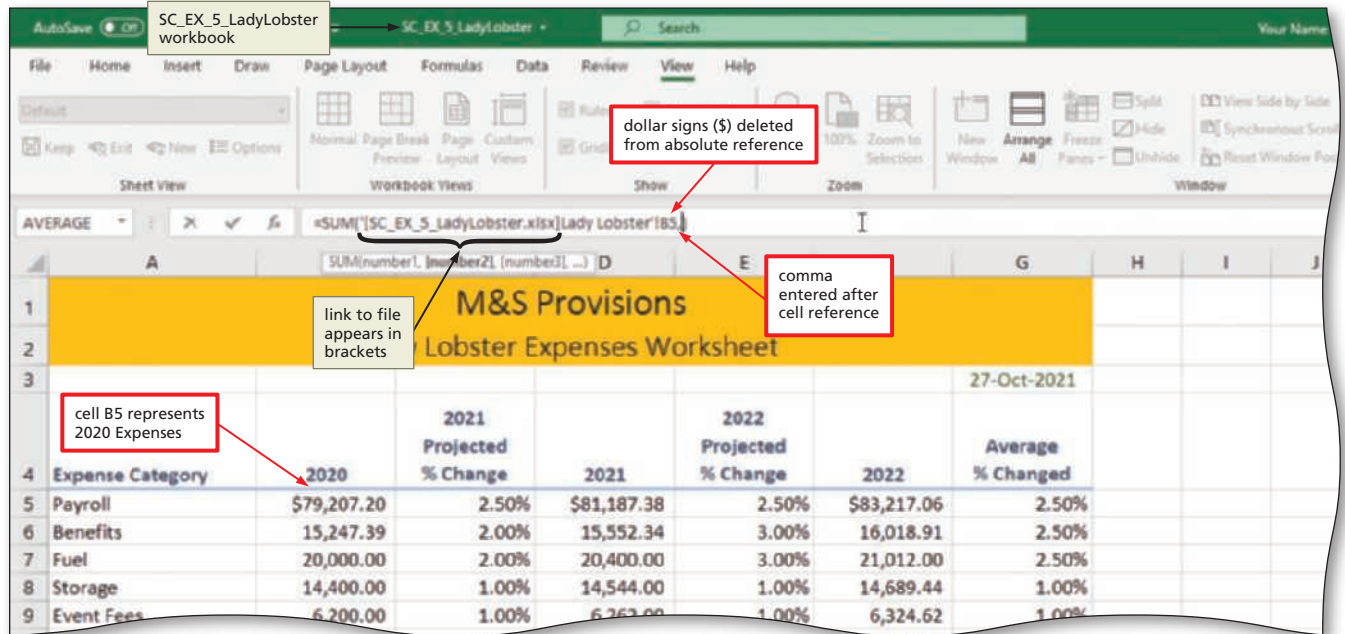 AutoSave Off
SC_EX_5_LadyLobster
workbook
SC_EX_5_LadyLobster
Search
Your Name
File Home Insert Draw Page Layout Formulas Data Review View Help
Default
Keep Exit New Options
Sheet View
Normal Page Break Preview Page Layout Custom Views
Workbook Views
Show
dollar signs ($) deleted
from absolute reference
100% Zoom to Selection
Zoom
New Window Arrange All Freeze Panes
Split
Hide
Unhide
View Side by Side
Synchronous Scroll
Reset Window Pos
Window
AVERAGE =SUM('[SC_EX_5_LadyLobster.xlsx]Lady Lobster'!B5,)
SUM(number1, [number2], [number3], ...)
A D E G H I J
link to file
appears in
brackets
comma
entered after
cell reference
1 M&S Provisions
2 Lobster Expenses Worksheet
3 27-Oct-2021
cell B5 represents
2020 Expenses
4 Expense Category 2020 2021 Projected % Change 2021 2022 Projected % Change 2022 Average % Changed
5 Payroll $79,207.20 2.50% $81,187.38 2.50% $83,217.06 2.50%
6 Benefits 15,247.39 2.00% 15,552.34 3.00% 16,018.91 2.50%
7 Fuel 20,000.00 2.00% 20,400.00 3.00% 21,012.00 2.50%
8 Storage 14,400.00 1.00% 14,544.00 1.00% 14,689.44 1.00%
9 Event Fees 6,200.00 1.00% 6,262.00 1.00% 6,324.62 1.00%